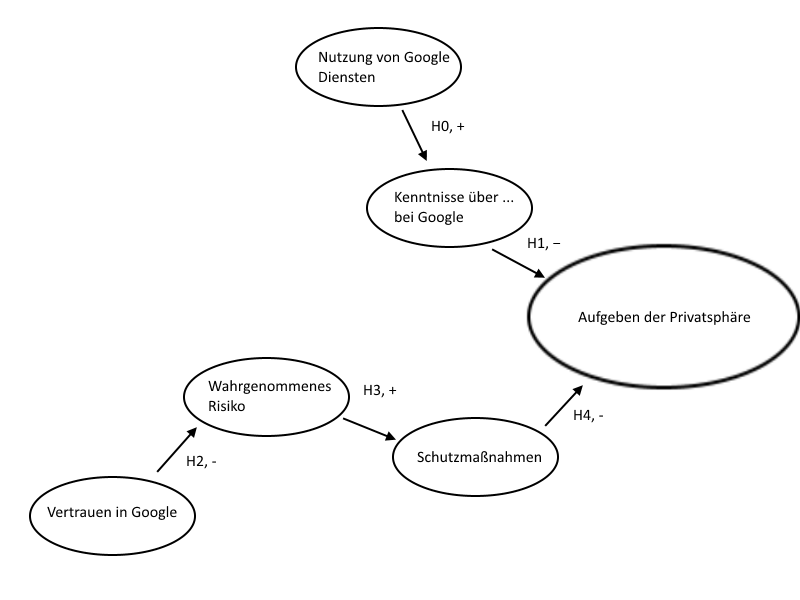 Nutzung von Google
Diensten
H0, +
Kenntnisse über ...
bei Google
H1, –
Aufgeben der Privatsphäre
Wahrgenommenes
Risiko
H3, +
H4, -
Schutzmaßnahmen
H2, -
Vertrauen in Google